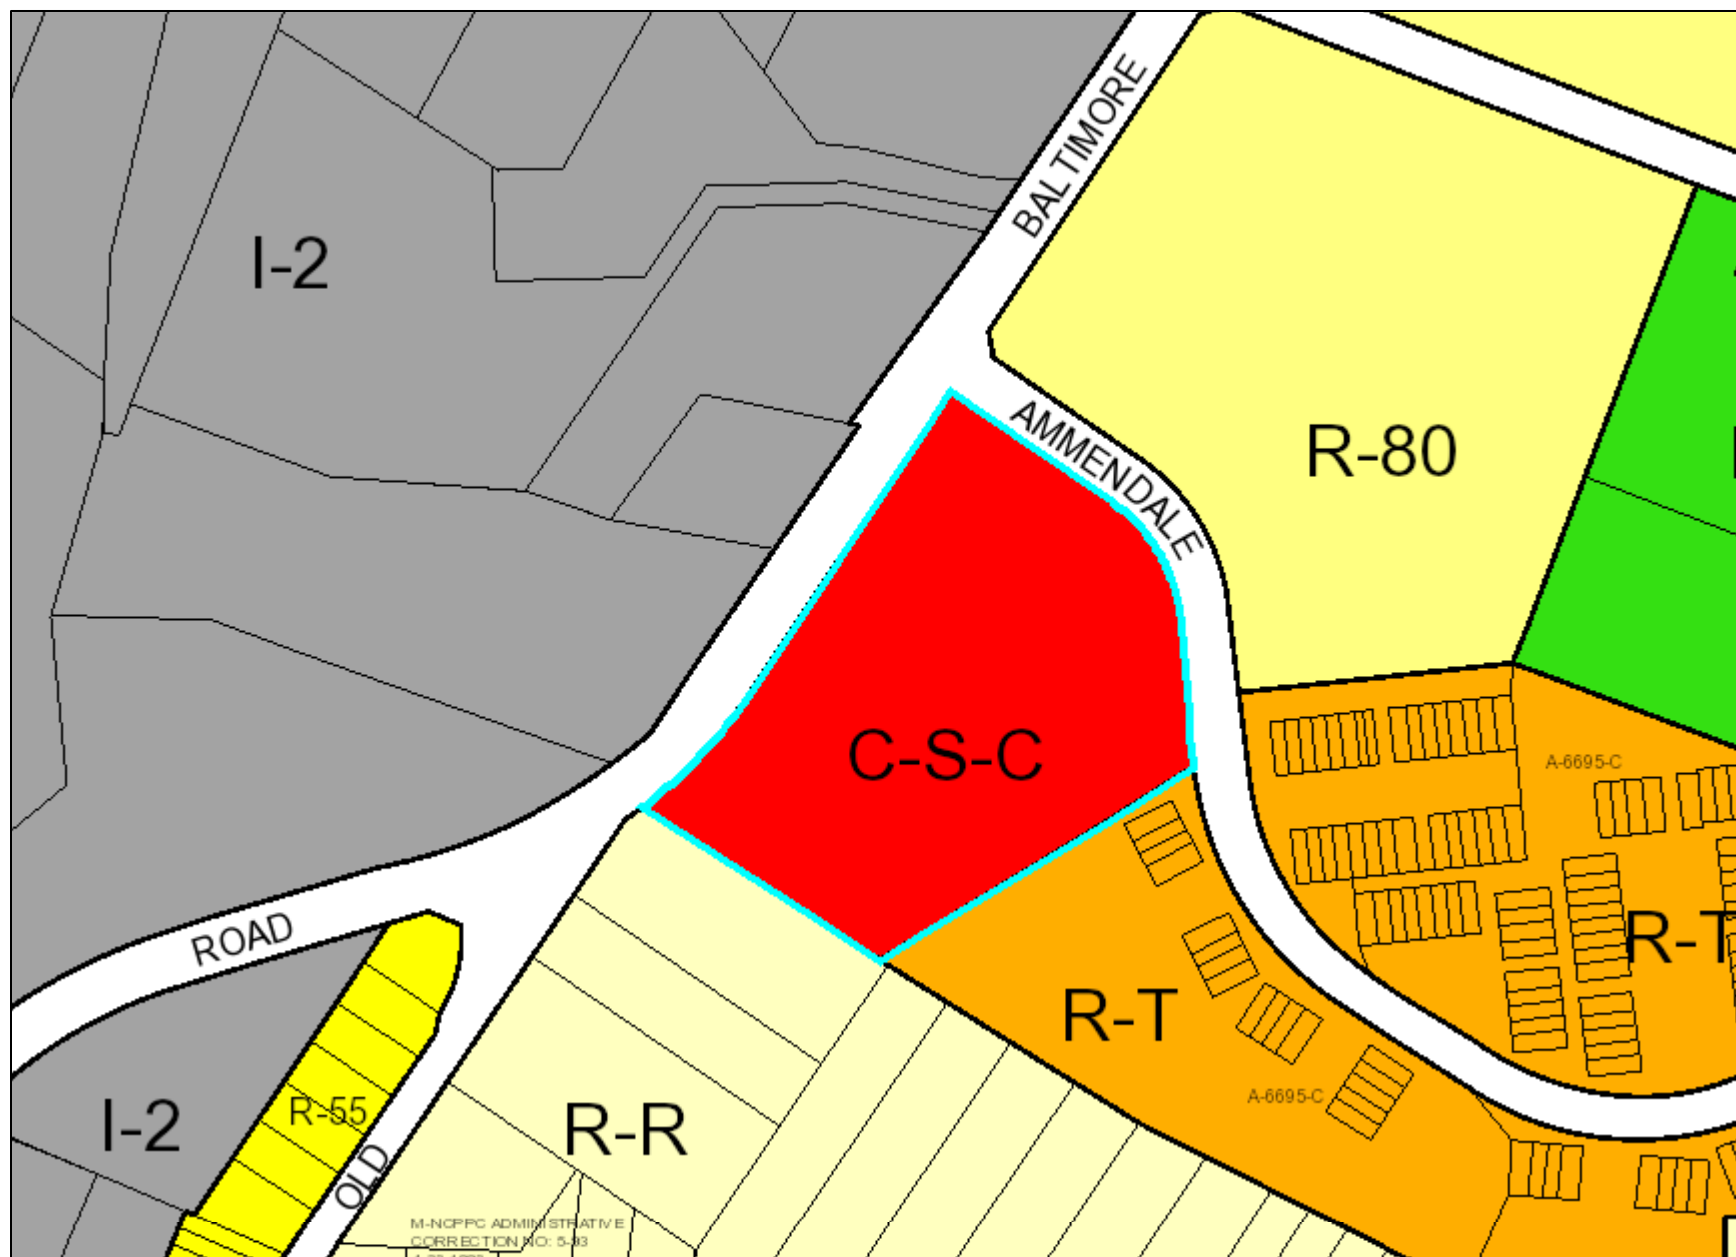 BALTIMORE
I-2
AMMENDALE
R-80
C-S-C
A-6695-C
ROAD
R-T
R-T
A-6695-C
I-2
R-55
R-R
OLD
M-NCPPC ADMINISTRATIVE
CORRECTION NO: 5-93